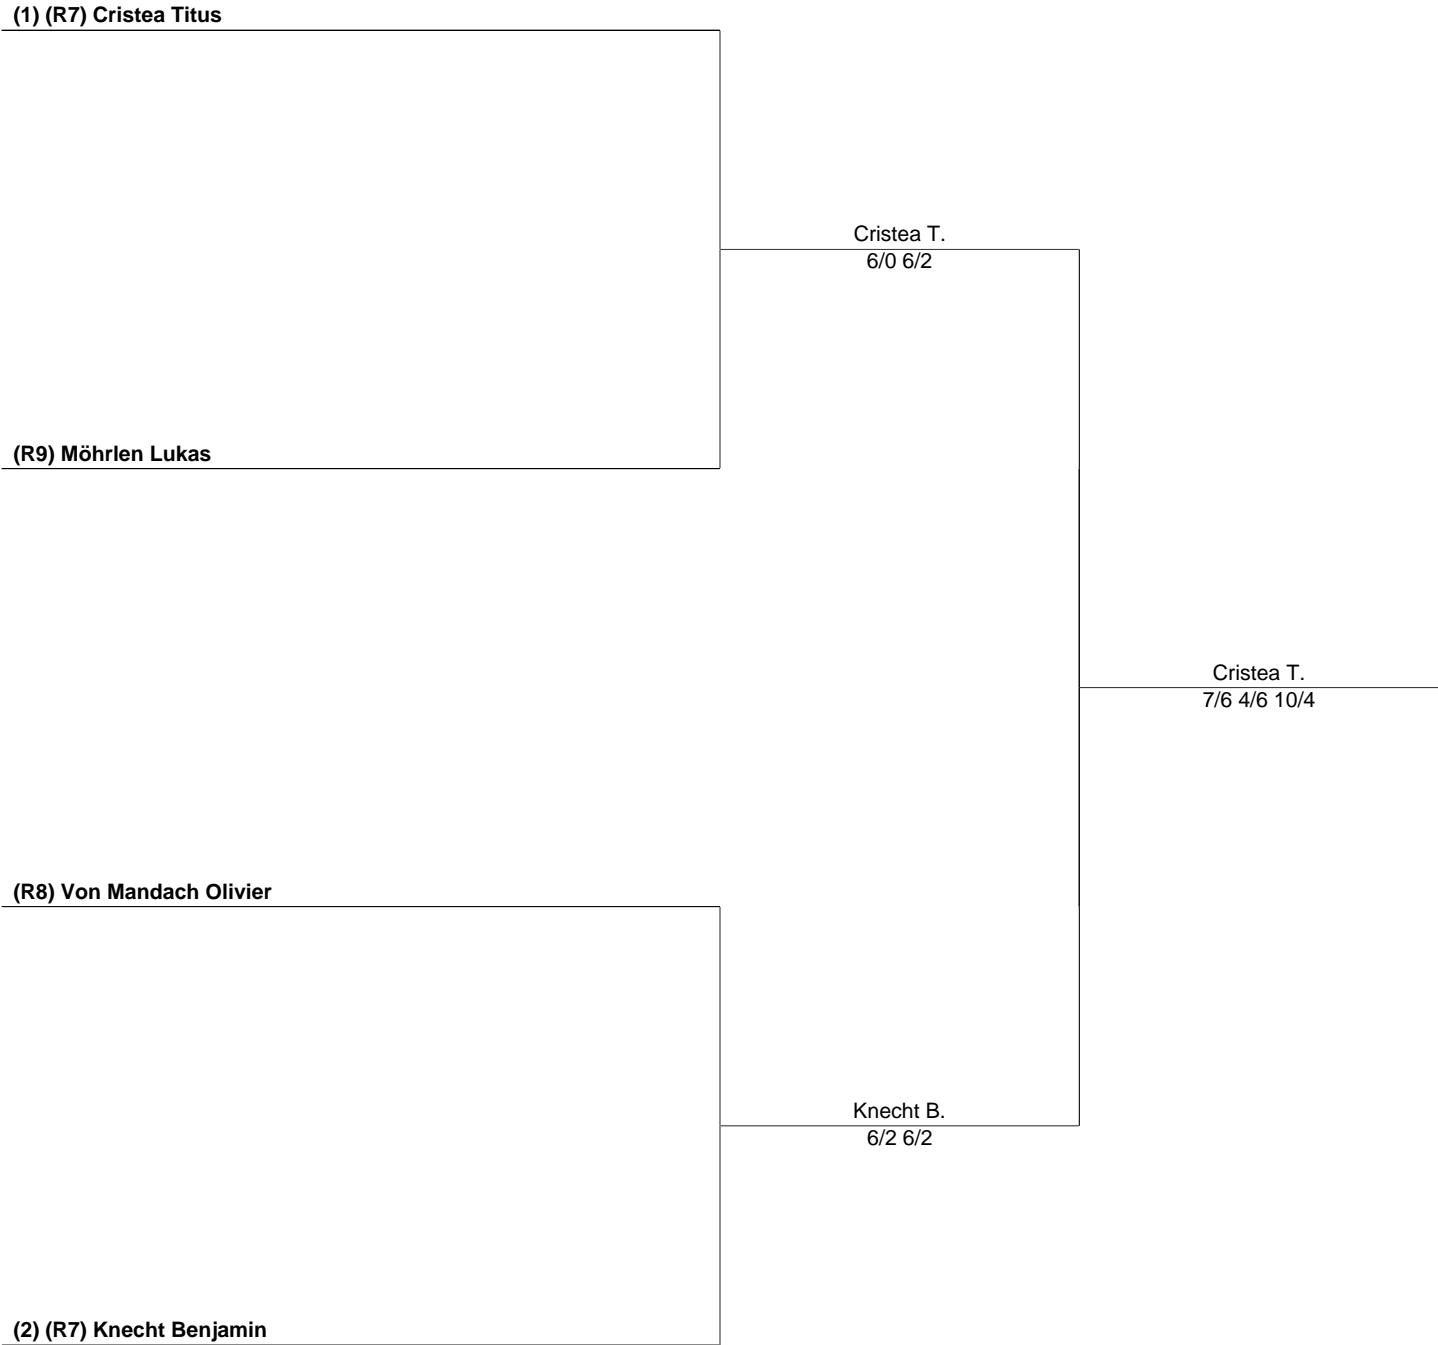 (1) (R7) Cristea Titus
Cristea T.
6/0 6/2
(R9) Möhrlen Lukas
Cristea T.
7/6 4/6 10/4
(R8) Von Mandach Olivier
Knecht B.
6/2 6/2
(2) (R7) Knecht Benjamin